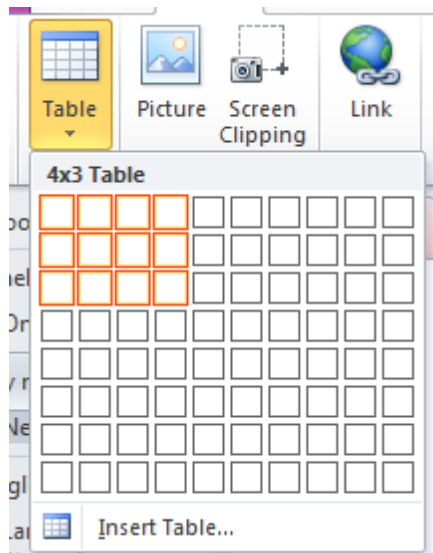 Table
Picture
Screen
Clipping
Link
4x3 Table
Insert Table...